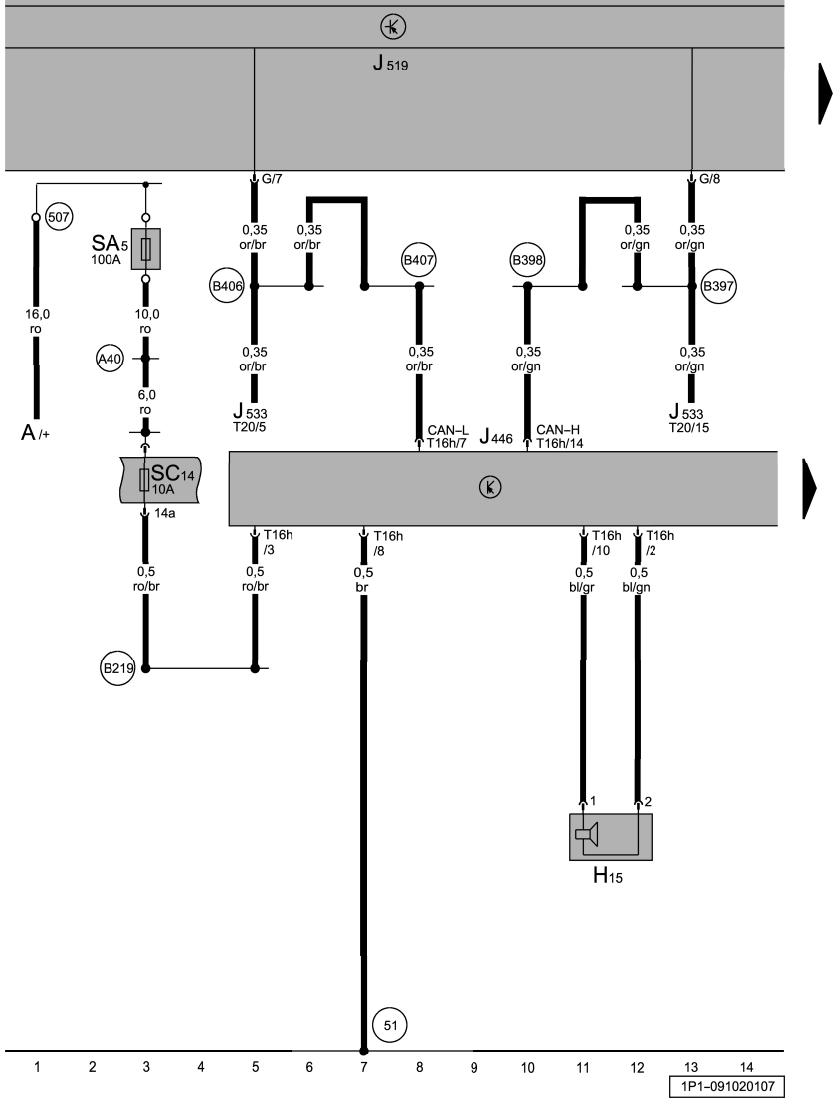 J 519
G/7
G/8
507
SA5
100A
0,35
or/br
0,35
or/br
0,35
or/gn
0,35
or/gn
B407
B398
B406
B397
16,0
ro
10,0
ro
A40
0,35
or/br
0,35
or/br
0,35
or/gn
0,35
or/gn
6,0
ro
A /+
J 533
T20/5
CAN-L
T16h/7
J 446
CAN-H
T16h/14
J 533
T20/15
SC14
10A
14a
T16h
/3
T16h
/8
T16h
/10
T16h
/2
0,5
ro/br
0,5
ro/br
0,5
br
0,5
bl/gr
0,5
bl/gn
B219
1
2
H15
51
1 2 3 4 5 6 7 8 9 10 11 12 13 14
1P1-091020107